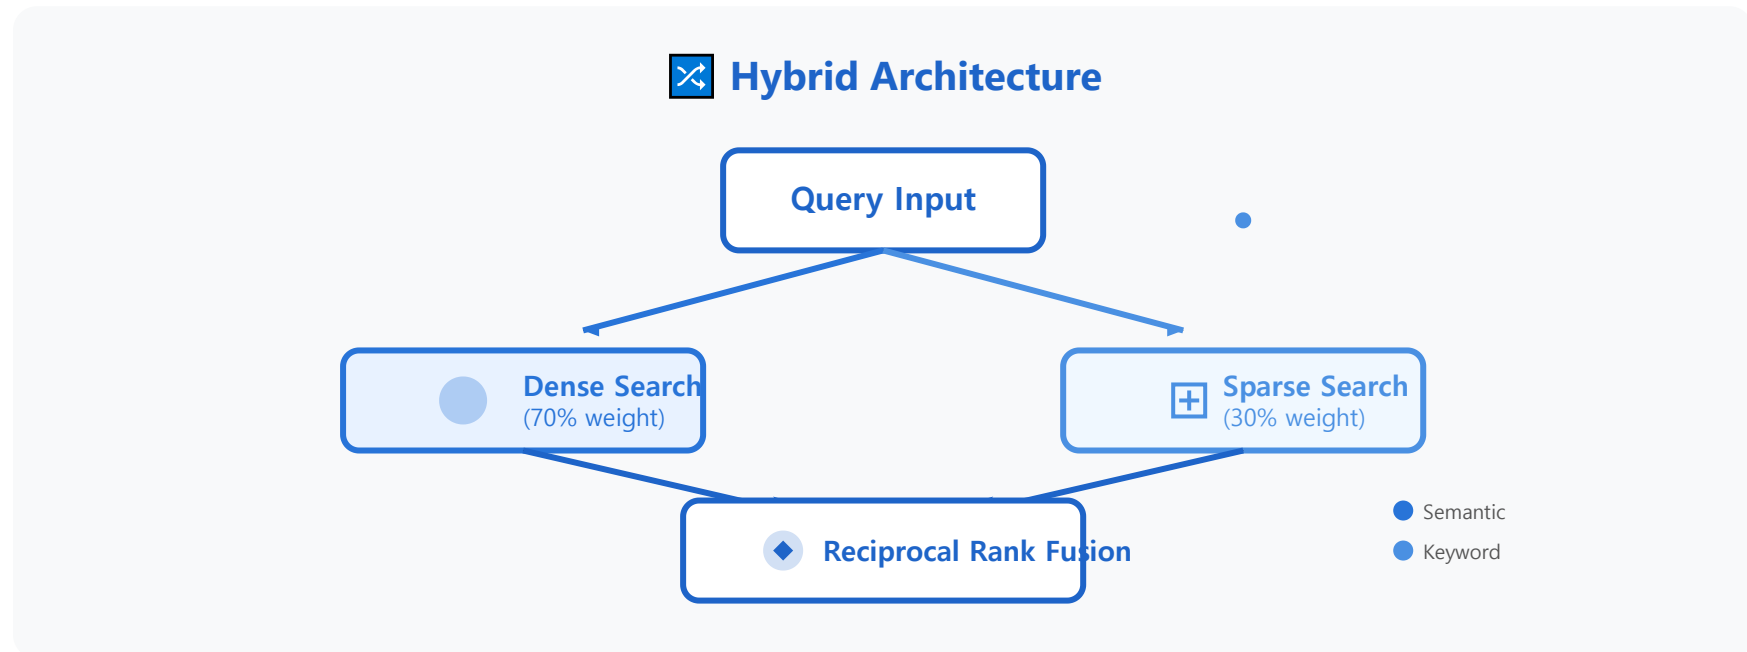 Hybrid Architecture
Query Input
Dense Search
(70% weight)
Sparse Search
(30% weight)
Reciprocal Rank Fusion
Semantic
Keyword